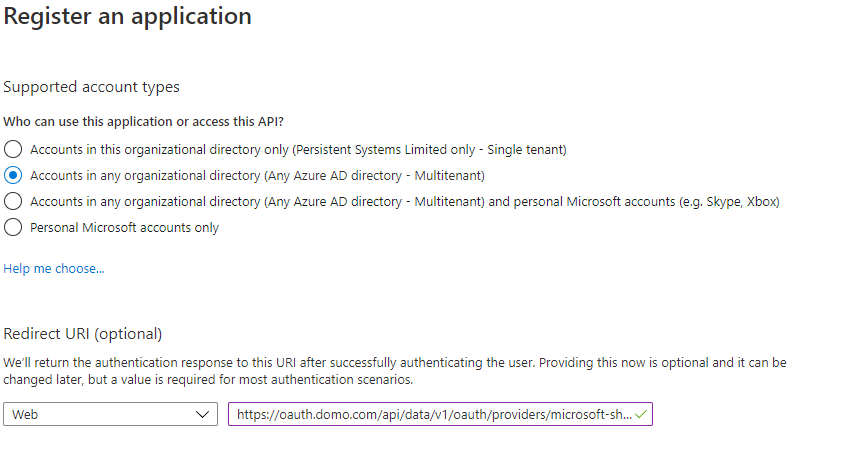 Register an application
Supported account types
Who can use this application or access this API?
Accounts in this organizational directory only (Persistent Systems Limited only - Single tenant)
Accounts in any organizational directory (Any Azure AD directory - Multitenant)
Accounts in any organizational directory (Any Azure AD directory - Multitenant) and personal Microsoft accounts (e.g. Skype, Xbox)
Personal Microsoft accounts only
Help me choose...
Redirect URI (optional)
We'll return the authentication response to this URI after successfully authenticating the user. Providing this now is optional and it can be
changed later, but a value is required for most authentication scenarios.
Web https://oauth.domo.com/api/data/v1/oauth/providers/microsoft-sh...